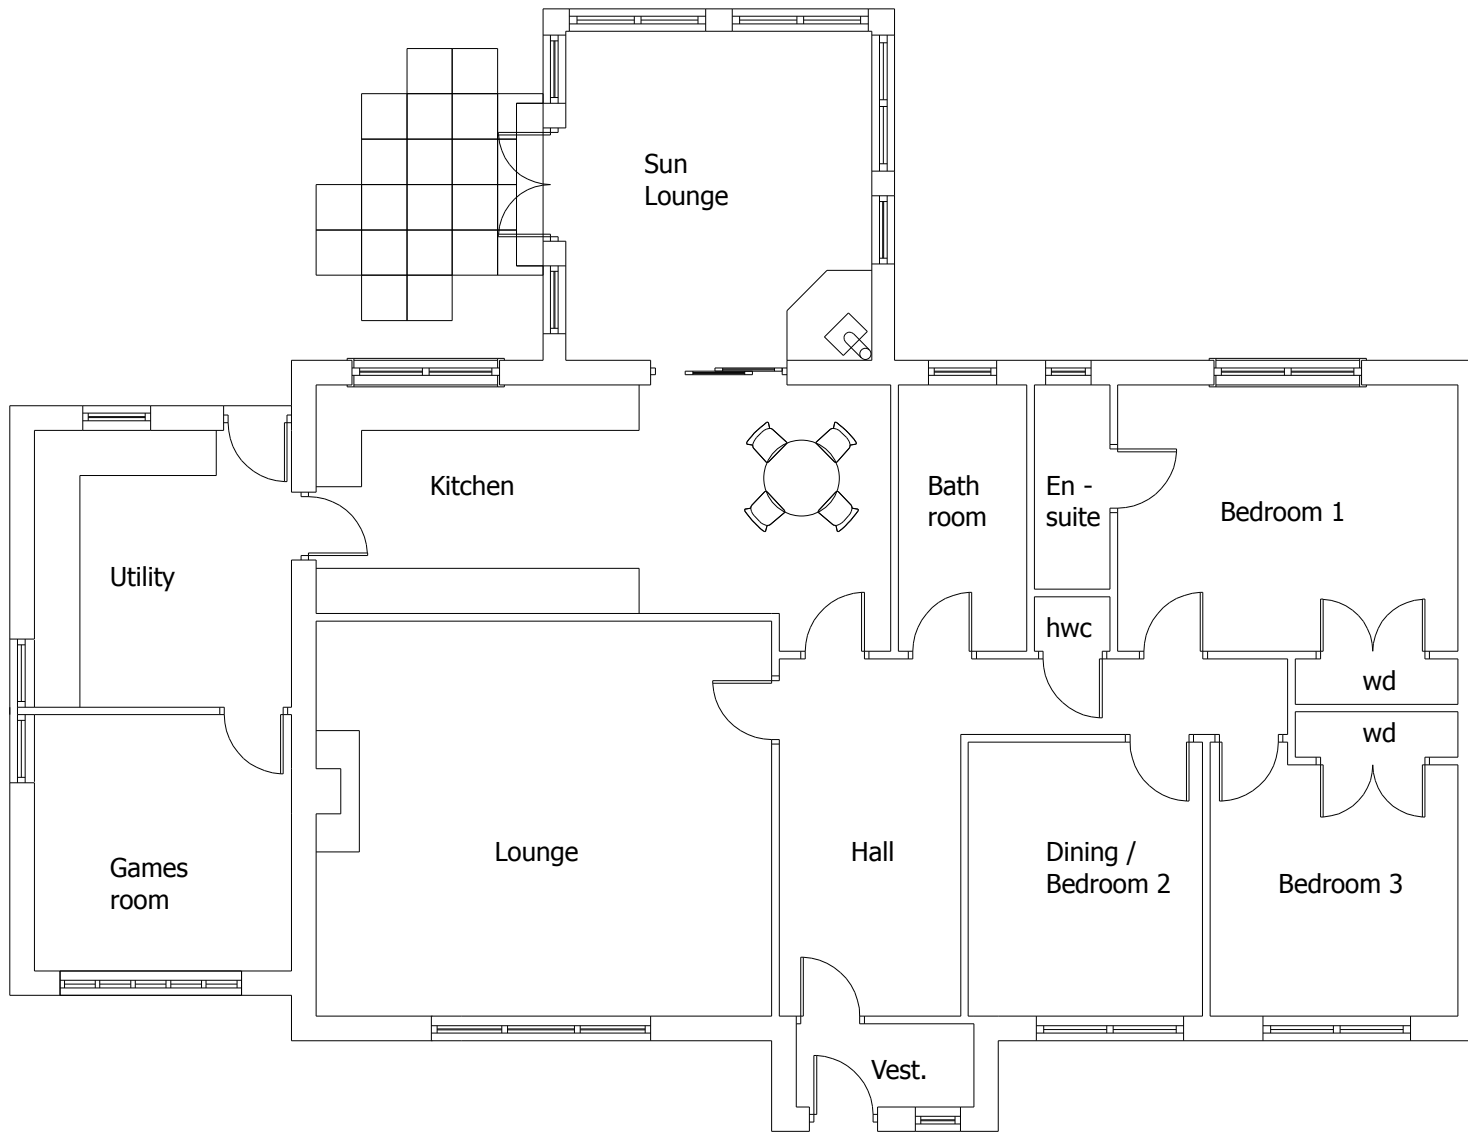 Sun
Lounge
Kitchen
Bath
room
En -
suite
Bedroom 1
Utility
hwc
wd
wd
Games
room
Lounge
Hall
Dining /
Bedroom 2
Bedroom 3
Vest.